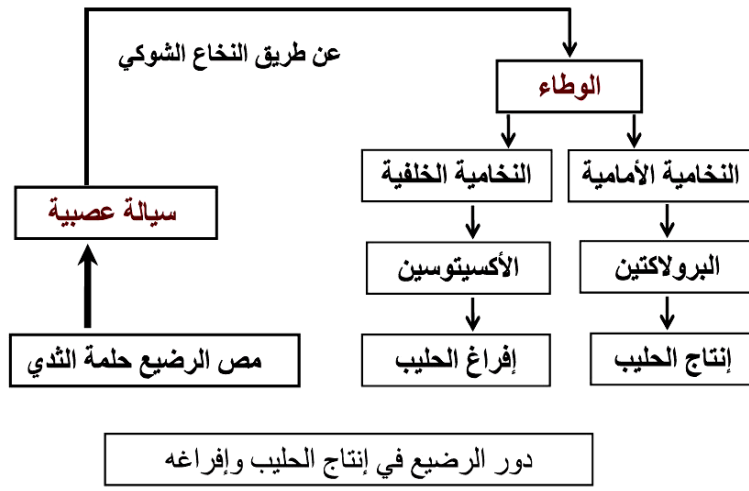 عن طريق النخاع الشوكي
الوطاء
النخامية الأمامية
النخامية الخلفية
سيالة عصبية
البرولاكتين
الأكسيتوسين
إنتاج الحليب
إفراغ الحليب
مص الرضيع حلمة الثدي
دور الرضيع في إنتاج الحليب وإفراغه